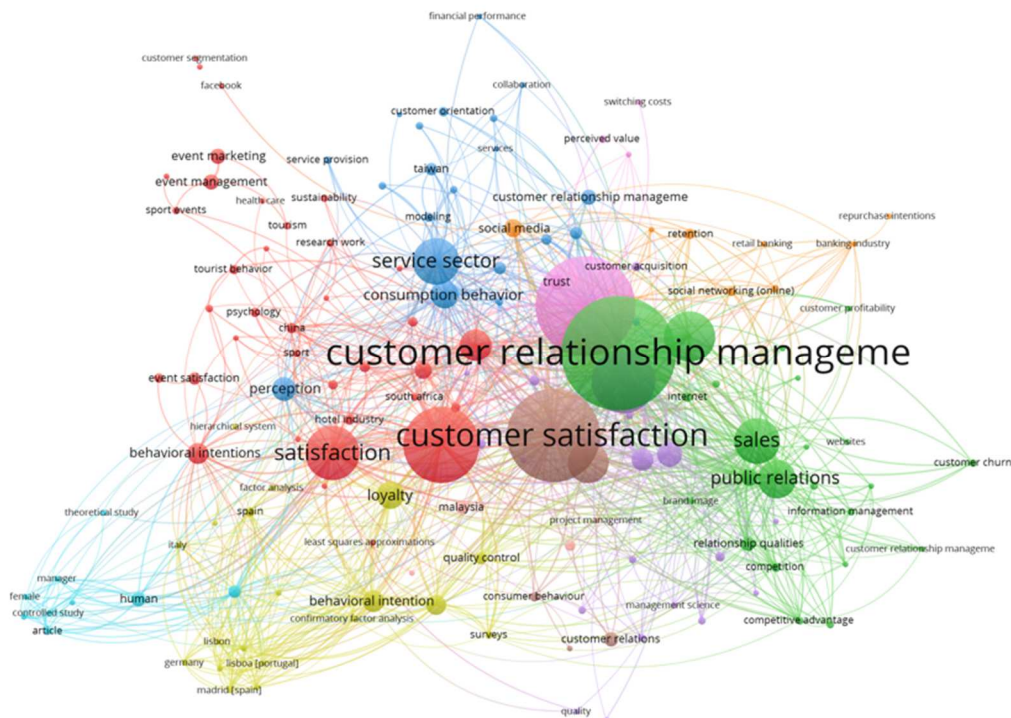 financial performance
customer segmentation
facebook
collaboration
switching costs
customer orientation
perceived value
services
event marketing
service provision
taiwan
event management
sustainability
customer relationship manageme
health care
sport events
modeling
repurchase intentions
tourism
social media
retention
research work
retail banking
banking industry
service sector
customer acquisition
tourist behavior
trust
consumption behavior
social networking (online)
psychology
customer profitability
china
customer relationship manageme
sport
event satisfaction
perception
south africa
internet
hotel industry
hierarchical system
customer satisfaction
sales
websites
behavioral intentions
satisfaction
customer churn
public relations
factor analysis
loyalty
brand image
malaysia
theoretical study
spain
information management
project management
italy
least squares approximations
relationship qualities
customer relationship manageme
quality control
competition
manager
female
human
behavioral intention
consumer behaviour
management science
controlled study
confirmatory factor analysis
competitive advantage
article
surveys
customer relations
lisbon
germany
lisboa [portugal]
madrid [spain]
quality